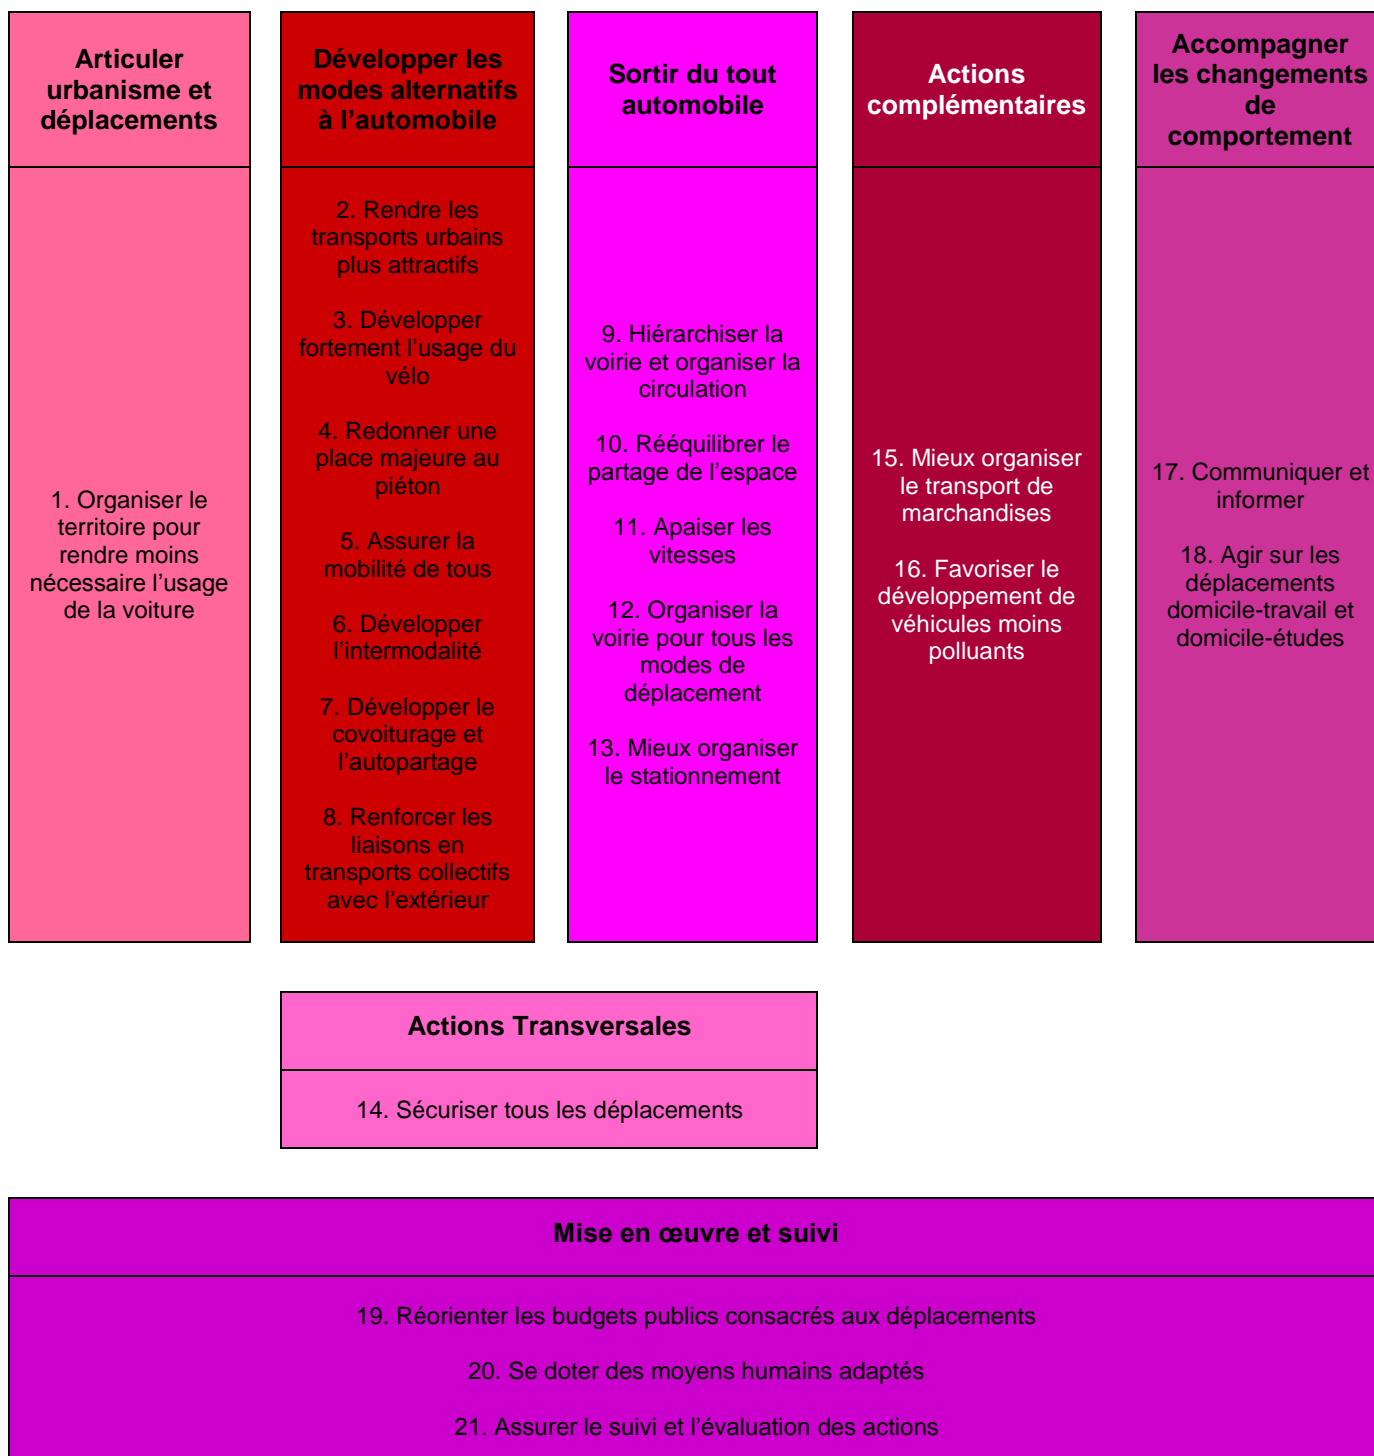 Articuler
urbanisme et
déplacements
1. Organiser le
territoire pour
rendre moins
nécessaire l’usage
de la voiture
Développer les
modes alternatifs
à l’automobile
2. Rendre les
transports urbains
plus attractifs
3. Développer
fortement l’usage du
vélo
4. Redonner une
place majeure au
piéton
5. Assurer la
mobilité de tous
6. Développer
l’intermodalité
7. Développer le
covoiturage et
l’autopartage
8. Renforcer les
liaisons en
transports collectifs
avec l’extérieur
Sortir du tout
automobile
9. Hiérarchiser la
voirie et organiser la
circulation
10. Rééquilibrer le
partage de l’espace
11. Apaiser les
vitesses
12. Organiser la
voirie pour tous les
modes de
déplacement
13. Mieux organiser
le stationnement
Actions
complémentaires
15. Mieux organiser
le transport de
marchandises
16. Favoriser le
développement de
véhicules moins
polluants
Accompagner
les changements
de
comportement
17. Communiquer et
informer
18. Agir sur les
déplacements
domicile-travail et
domicile-études
Actions Transversales
14. Sécuriser tous les déplacements
Mise en œuvre et suivi
19. Réorienter les budgets publics consacrés aux déplacements
20. Se doter des moyens humains adaptés
21. Assurer le suivi et l’évaluation des actions